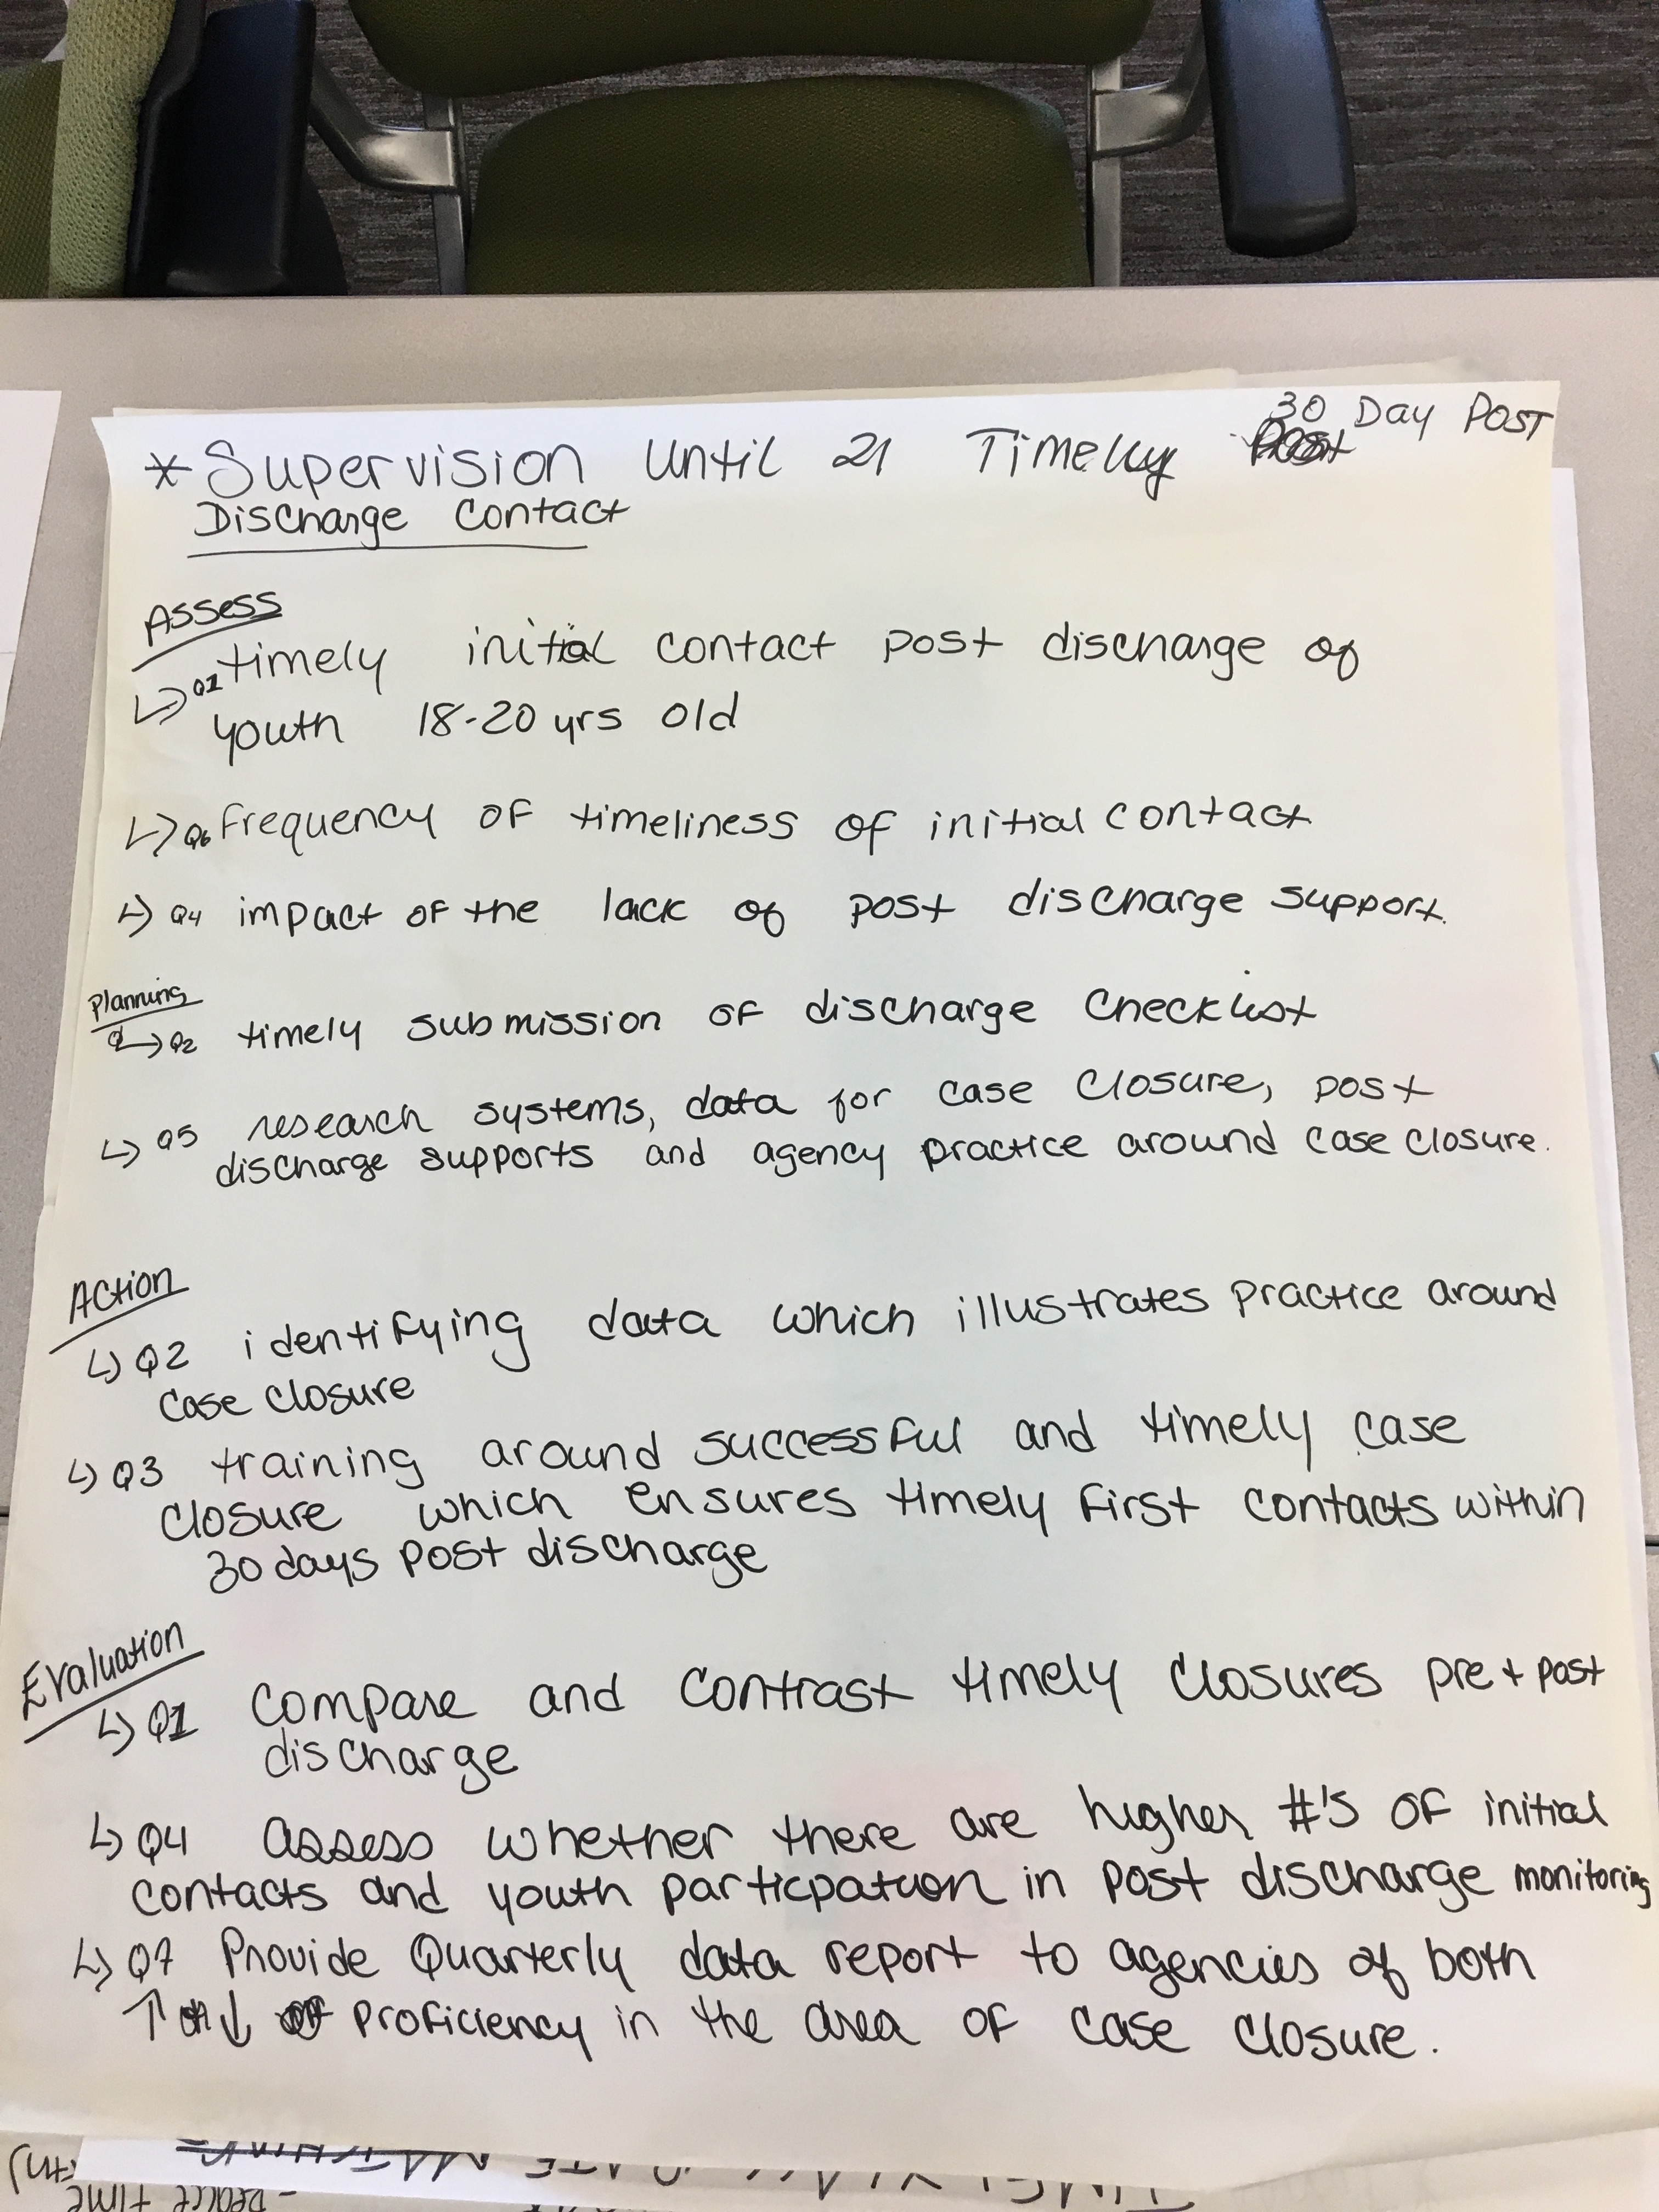 30 Day POST
* Supervision Until 21 Timely Post
Discharge Contact
Assess
↳ Q1 timely initial contact post discharge of
youth 18-20 yrs old
↳ Q6 frequency of timeliness of initial contact
↳ Q4 impact of the lack of post discharge support.
Planning
↳ Q2 timely submission of discharge Checklist
↳ Q5 research systems, data for case closure, post
discharge supports and agency practice around case closure.
Action
↳ Q2 identifying data which illustrates practice around
case closure
↳ Q3 training around successful and timely case
closure which ensures timely first contacts within
30 days post discharge
Evaluation
↳ Q1 Compare and contrast timely closures pre + post
discharge
↳ Q4 assess whether there are higher #'s of initial
contacts and youth particpation in post discharge monitoring
↳ Q7 Provide Quarterly data report to agencies of both
↑ or ↓ of proficiency in the area of case closure.
TIME